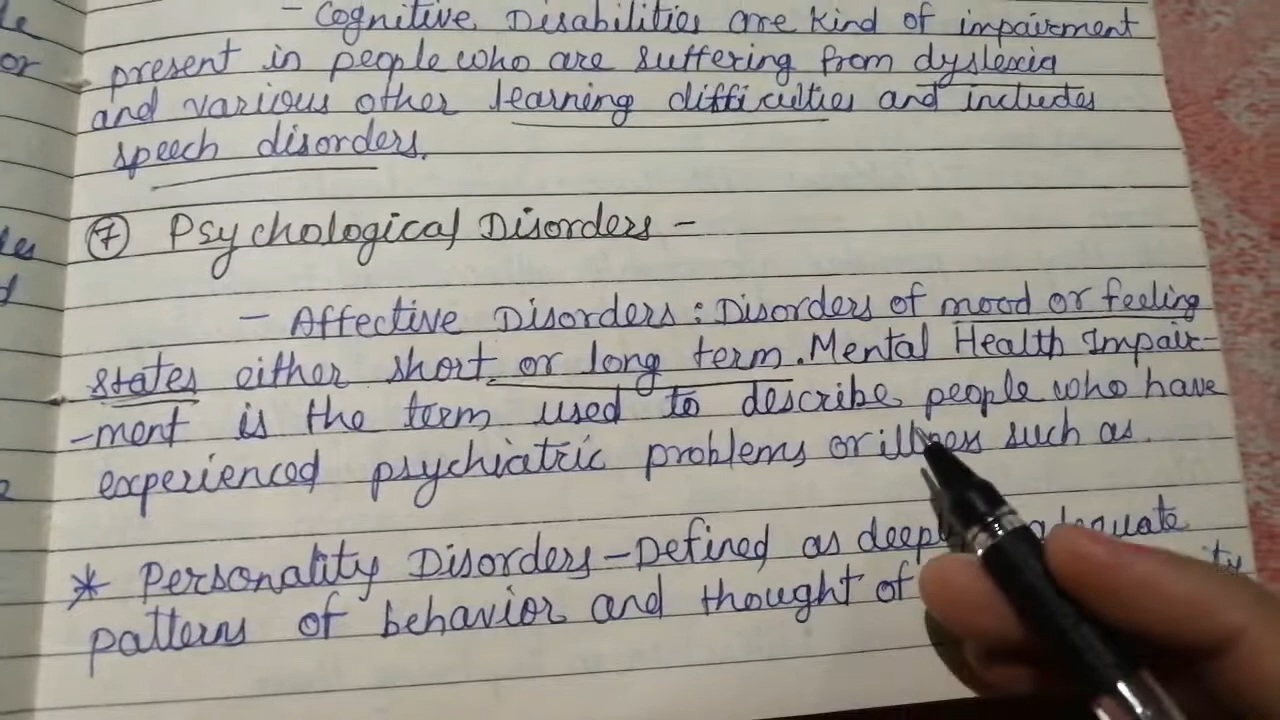 - Cognitive Disabilities are kind of impairment
or present in people who are suffering from dyslexia
and various other learning difficulties and includes
speech disorders.
7 Psychological Disorders -
- Affective Disorders : Disorders of mood or feeling
states either short or long term. Mental Health Impair-
-ment is the term used to describe people who have
experienced psychiatric problems or illness such as
* Personality Disorders - Defined as deeply adequate
patterns of behavior and thought of ity